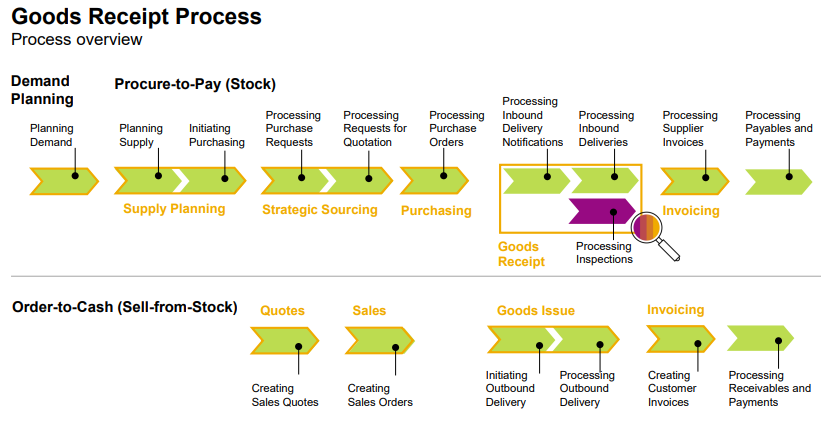 Goods Receipt Process
Process overview
Demand
Planning
Procure-to-Pay (Stock)
Planning
Demand
Planning
Supply
Initiating
Purchasing
Processing
Purchase
Requests
Processing
Requests for
Quotation
Processing
Purchase
Orders
Processing
Inbound
Delivery
Notifications
Processing
Inbound
Deliveries
Processing
Supplier
Invoices
Processing
Payables and
Payments
Supply Planning
Strategic Sourcing
Purchasing
Goods
Receipt
Processing
Inspections
Invoicing
Order-to-Cash (Sell-from-Stock)
Quotes
Sales
Goods Issue
Invoicing
Creating
Sales Quotes
Creating
Sales Orders
Initiating
Outbound
Delivery
Processing
Outbound
Delivery
Creating
Customer
Invoices
Processing
Receivables and
Payments